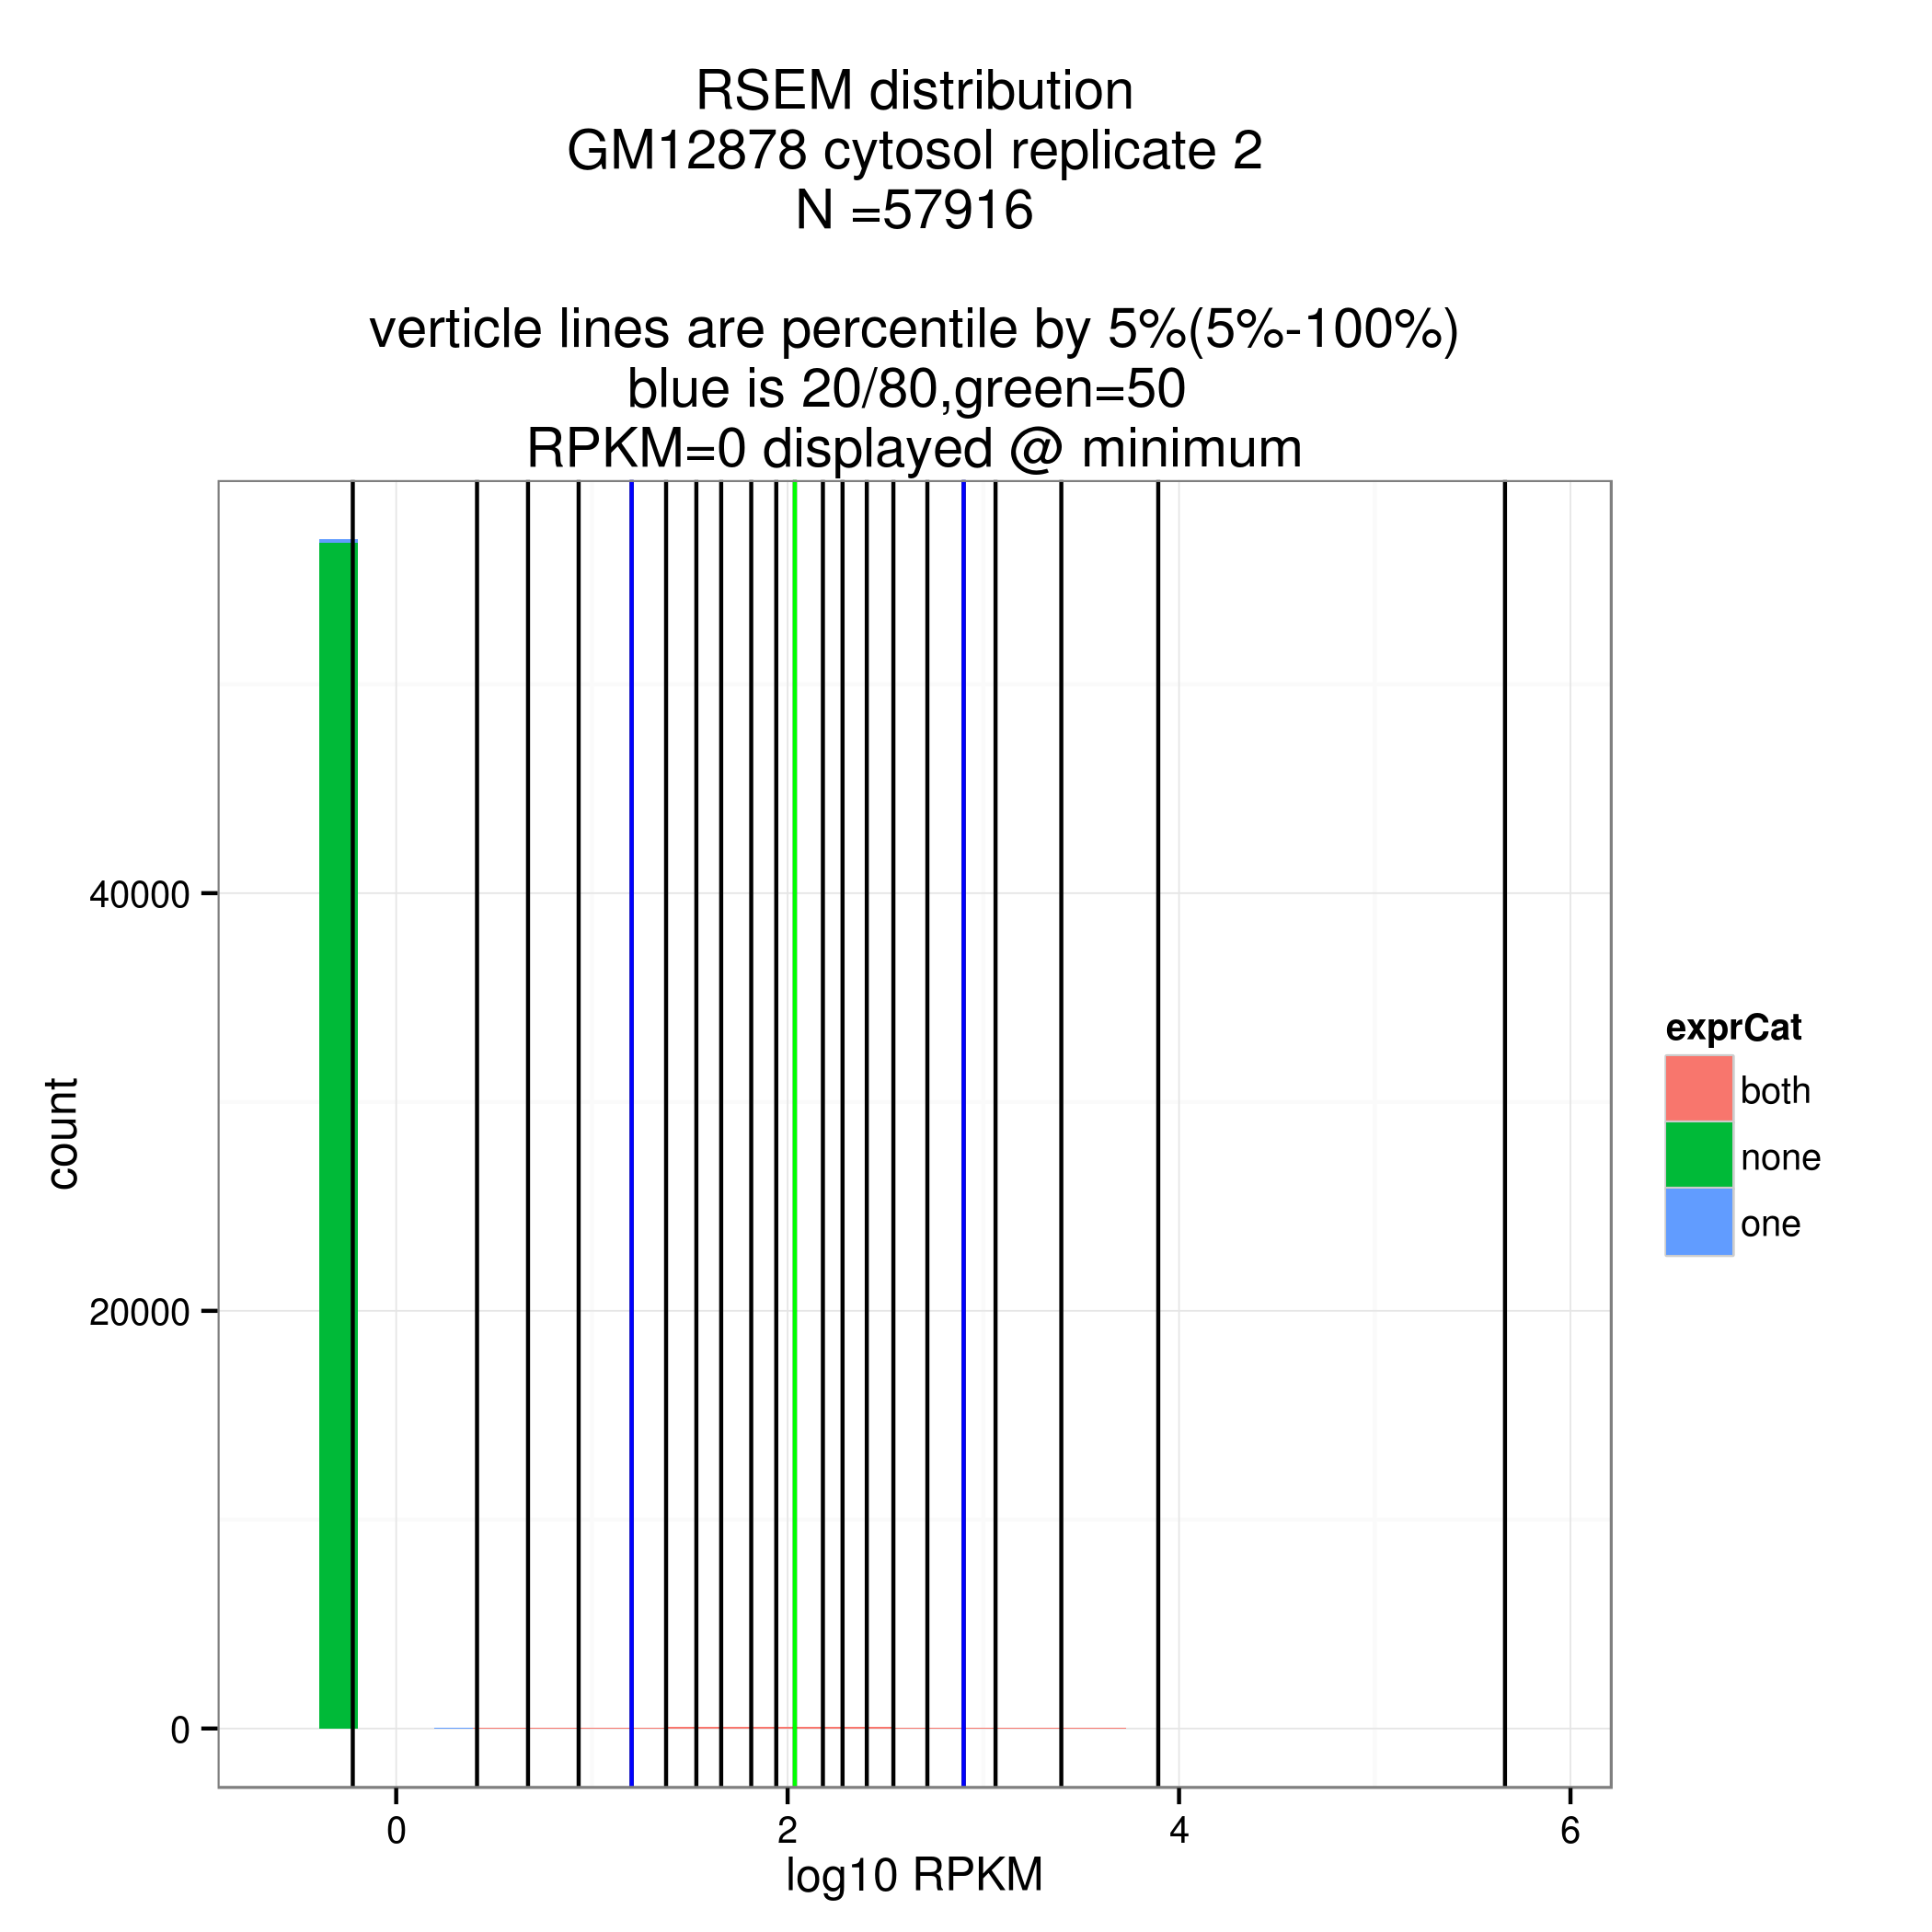 RSEM distribution
GM12878 cytosol replicate 2
N =57916
verticle lines are percentile by 5%(5%-100%)
blue is 20/80,green=50
RPKM=0 displayed @ minimum
40000
20000
0
count
0
2
4
6
log10 RPKM
exprCat
both
none
one